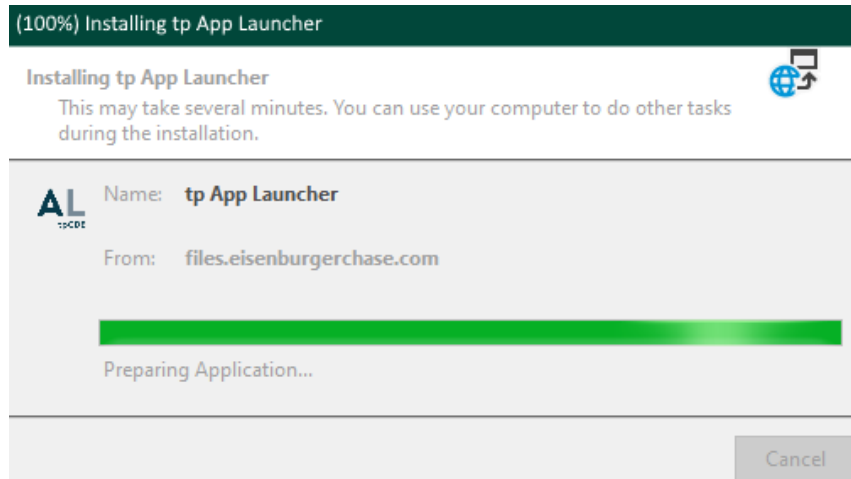 (100%) Installing tp App Launcher
Installing tp App Launcher
This may take several minutes. You can use your computer to do other tasks
during the installation.
AL
tpCDE
Name: tp App Launcher
From: files.eisenburgerchase.com
Preparing Application...
Cancel